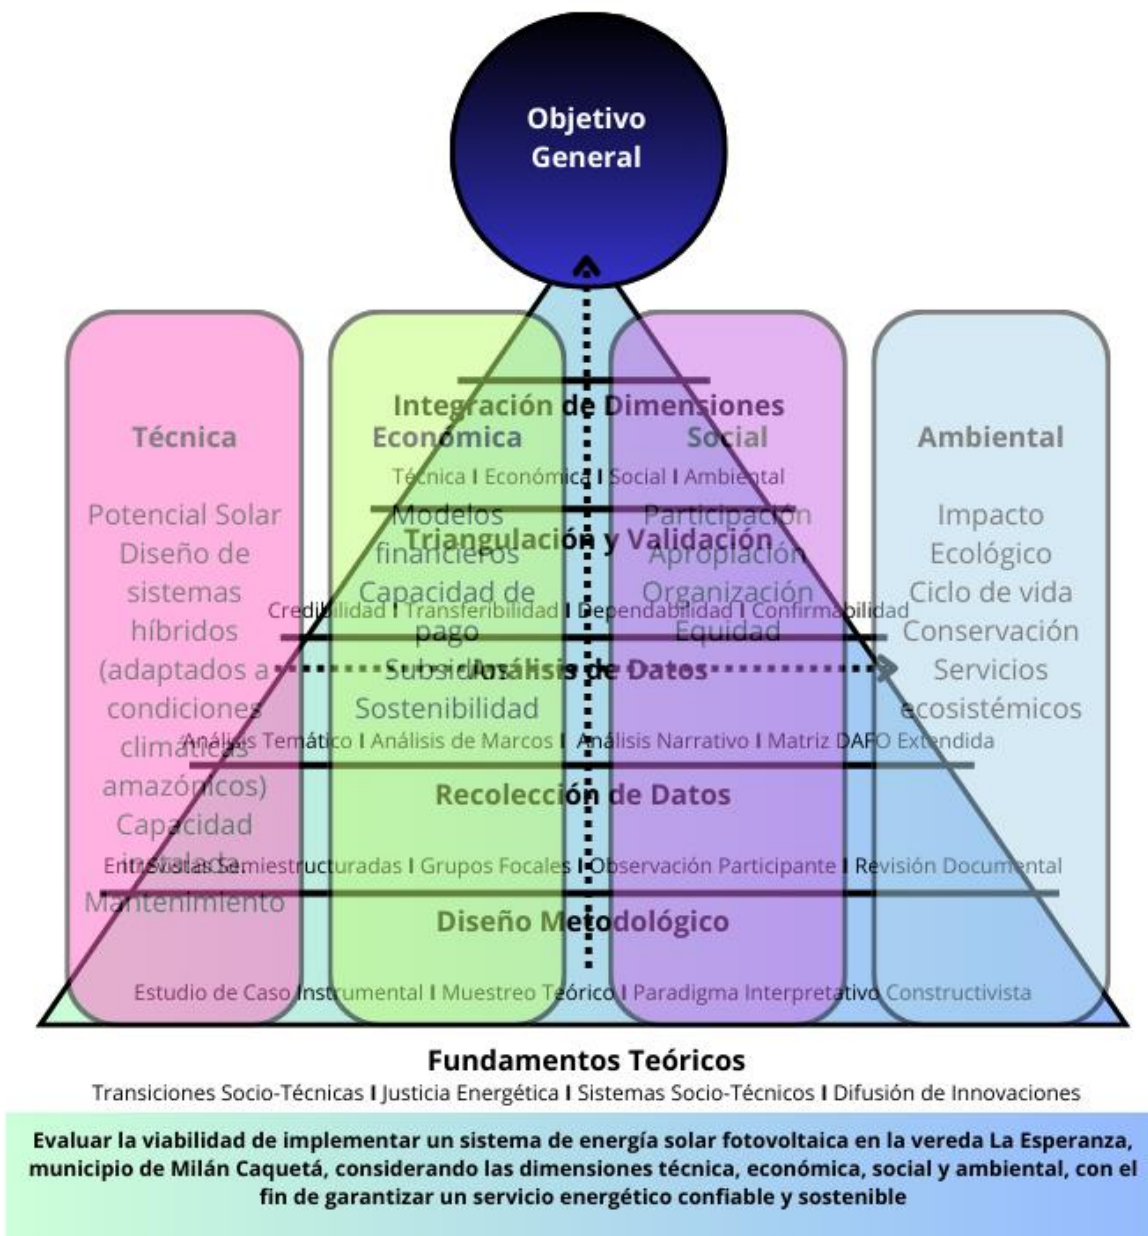 Objetivo
General
Integración de Dimensiones
Técnica
Económica
Social
Ambiental
Técnica I Económica I Social I Ambiental
Potencial Solar
Diseño de
sistemas
híbridos
(adaptados a
condiciones
climáticas
amazónicos)
Capacidad
instalada.
Mantenimiento
Modelos
financieros
Capacidad de
pago
Subsidios
Sostenibilidad
Participación
Apropiación
Organización
Equidad
Impacto
Ecológico
Ciclo de vida
Conservación
Servicios
ecosistémicos
Triangulación y Validación
Credibilidad I Transferibilidad I Dependabilidad I Confirmabilidad
Análisis de Datos
Análisis Temático I Análisis de Marcos I Análisis Narrativo I Matriz DAFO Extendida
Recolección de Datos
Entrevistas Semiestructuradas I Grupos Focales I Observación Participante I Revisión Documental
Diseño Metodológico
Estudio de Caso Instrumental I Muestreo Teórico I Paradigma Interpretativo Constructivista
Fundamentos Teóricos
Transiciones Socio-Técnicas I Justicia Energética I Sistemas Socio-Técnicos I Difusión de Innovaciones
Evaluar la viabilidad de implementar un sistema de energía solar fotovoltaica en la vereda La Esperanza,
municipio de Milán Caquetá, considerando las dimensiones técnica, económica, social y ambiental, con el
fin de garantizar un servicio energético confiable y sostenible